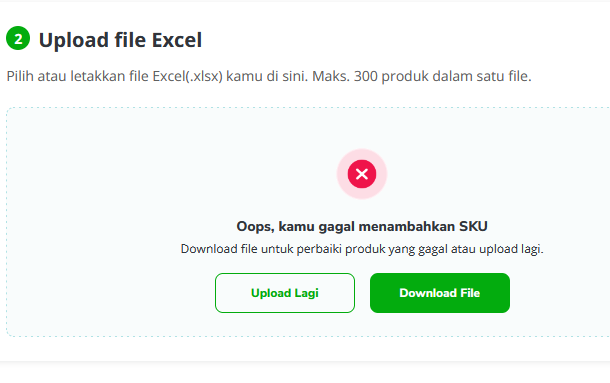 2 Upload file Excel
Pilih atau letakkan file Excel(.xlsx) kamu di sini. Maks. 300 produk dalam satu file.
Oops, kamu gagal menambahkan SKU
Download file untuk perbaiki produk yang gagal atau upload lagi.
Upload Lagi Download File